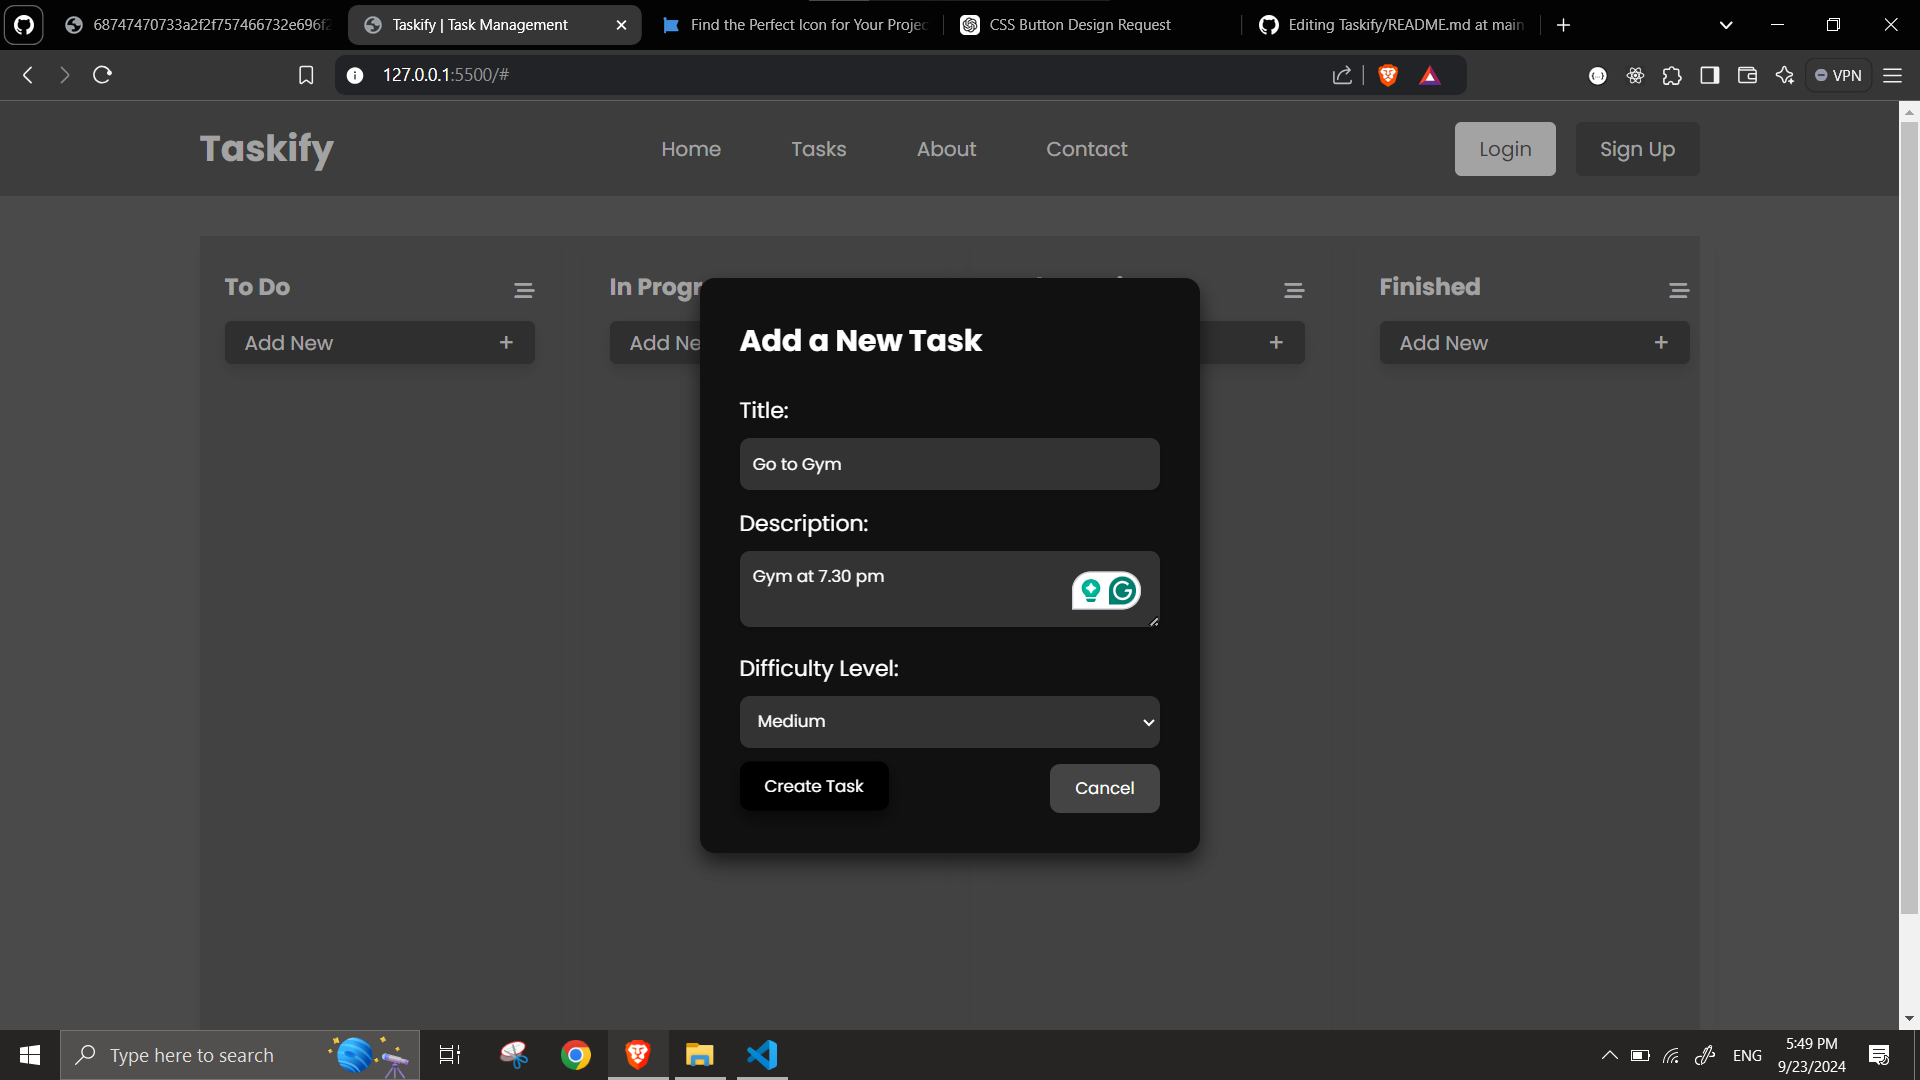 68747470733a2f2f757466732e696f2
Taskify | Task Management
Find the Perfect Icon for Your Projec
CSS Button Design Request
Editing Taskify/README.md at main
127.0.0.1:5500/#
VPN
Taskify
Home
Tasks
About
Contact
Login
Sign Up
To Do
In Progr
Finished
Add New +
Add Ne
+
Add New +
Add a New Task
Title:
Go to Gym
Description:
Gym at 7.30 pm
Difficulty Level:
Medium
Create Task
Cancel
Type here to search
ENG
5:49 PM
9/23/2024